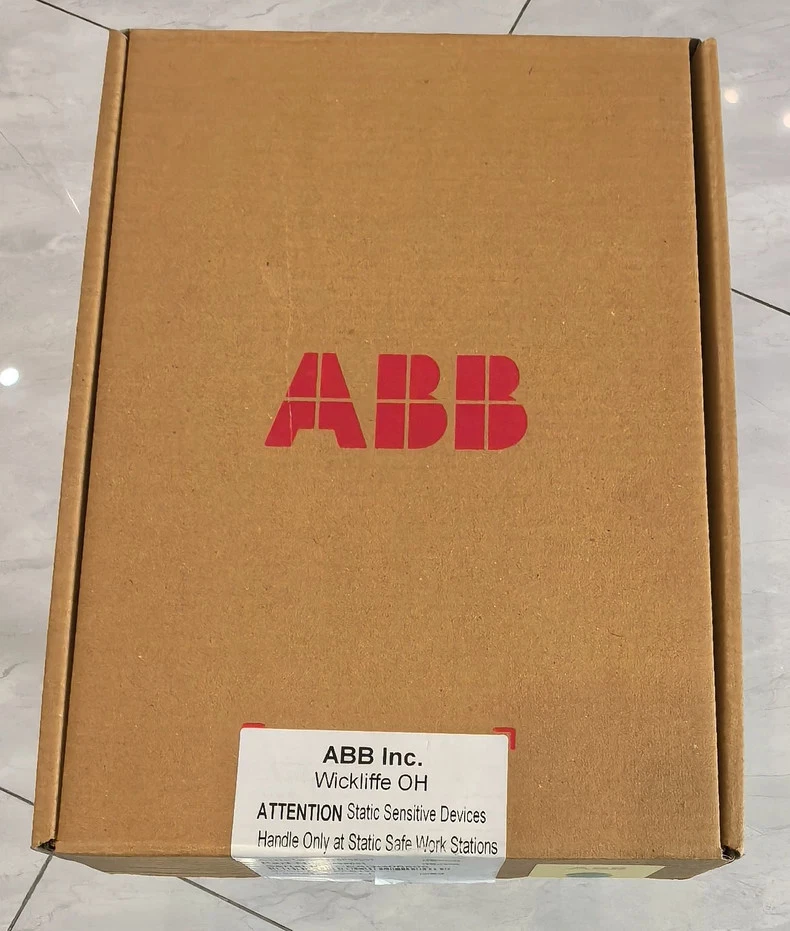 ABB
ABB Inc.
Wickliffe OH
ATTENTION Static Sensitive Devices
Handle Only at Static Safe Work Stations